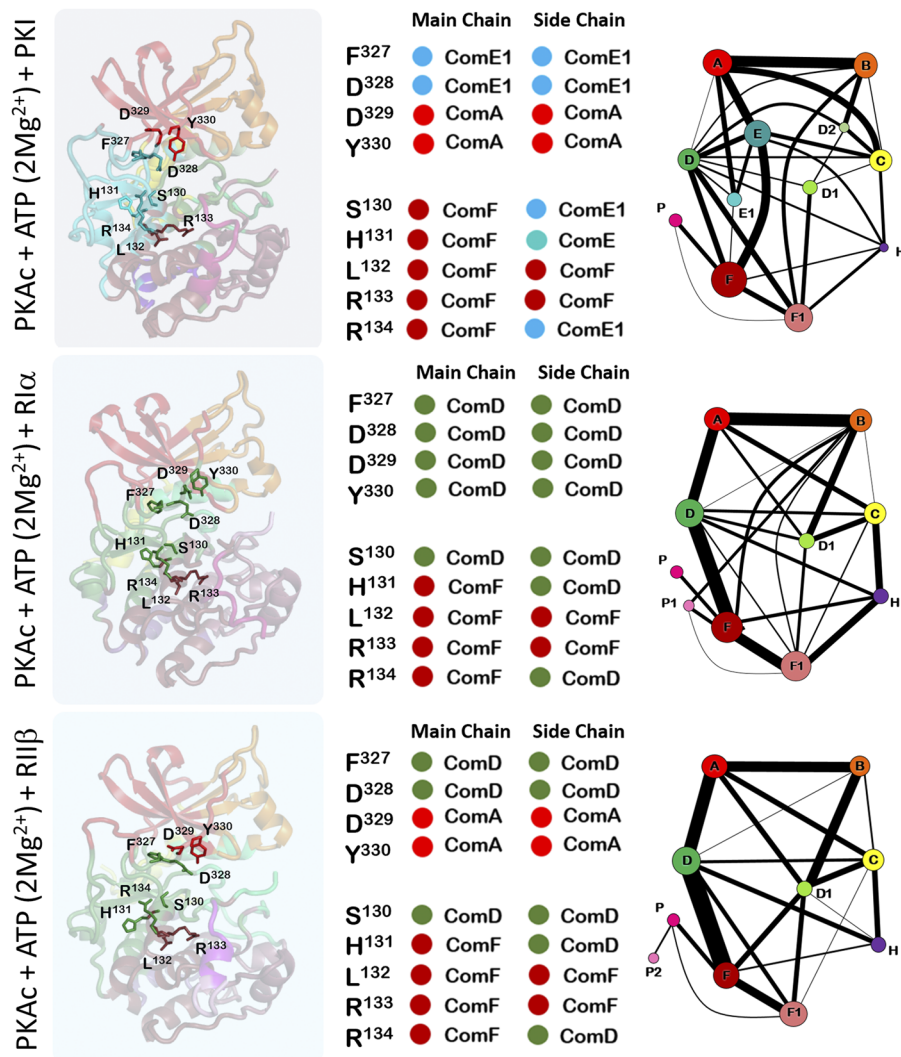 PKAc + ATP (2Mg²⁺) + PKI
D³²⁹
Y³³⁰
F³²⁷
D³²⁸
H¹³¹
S¹³⁰
R¹³³
R¹³⁴
L¹³²
Main Chain Side Chain
F³²⁷ ComE1 ComE1
D³²⁸ ComE1 ComE1
D³²⁹ ComA ComA
Y³³⁰ ComA ComA
S¹³⁰ ComF ComE1
H¹³¹ ComF ComE
L¹³² ComF ComF
R¹³³ ComF ComF
R¹³⁴ ComF ComE1
A
B
D2
E
D
C
D1
E1
P
F
F1
PKAc + ATP (2Mg²⁺) + RIα
D³²⁹
Y³³⁰
F³²⁷
D³²⁸
H¹³¹
S¹³⁰
R¹³⁴
L¹³²
R¹³³
Main Chain Side Chain
F³²⁷ ComD ComD
D³²⁸ ComD ComD
D³²⁹ ComD ComD
Y³³⁰ ComD ComD
S¹³⁰ ComD ComD
H¹³¹ ComF ComD
L¹³² ComF ComF
R¹³³ ComF ComF
R¹³⁴ ComF ComD
A
B
D
C
D1
P
P1
H
F
F1
PKAc + ATP (2Mg²⁺) + RIIβ
D³²⁹
Y³³⁰
F³²⁷
D³²⁸
R¹³⁴
S¹³⁰
H¹³¹
R¹³³
L¹³²
Main Chain Side Chain
F³²⁷ ComD ComD
D³²⁸ ComD ComD
D³²⁹ ComA ComA
Y³³⁰ ComA ComA
S¹³⁰ ComD ComD
H¹³¹ ComF ComD
L¹³² ComF ComF
R¹³³ ComF ComF
R¹³⁴ ComF ComD
A
B
D
C
D1
P
H
P2
F
F1